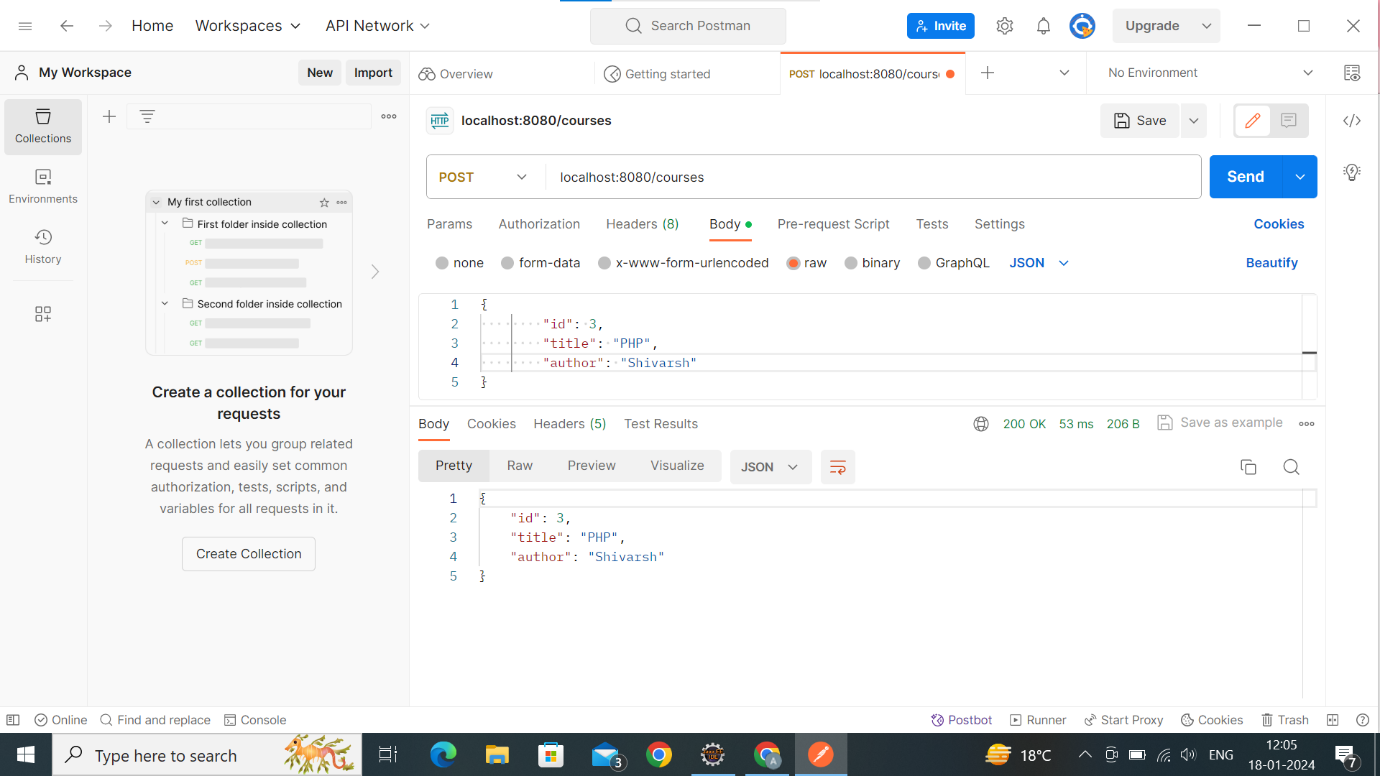 Home Workspaces API Network Search Postman Invite Upgrade
My Workspace New Import Overview Getting started POST localhost:8080/cours No Environment
Collections
Environments
History
My first collection
First folder inside collection
GET
POST
GET
Second folder inside collection
GET
GET
Create a collection for your
requests
A collection lets you group related
requests and easily set common
authorization, tests, scripts, and
variables for all requests in it.
Create Collection
HTTP localhost:8080/courses Save
POST localhost:8080/courses Send
Params Authorization Headers (8) Body Pre-request Script Tests Settings Cookies
none form-data x-www-form-urlencoded raw binary GraphQL JSON Beautify
1 {
2 "id": 3,
3 "title": "PHP",
4 "author": "Shivarsh"
5 }
Body Cookies Headers (5) Test Results 200 OK 53 ms 206 B Save as example
Pretty Raw Preview Visualize JSON
1 {
2 "id": 3,
3 "title": "PHP",
4 "author": "Shivarsh"
5 }
Online Find and replace Console Postbot Runner Start Proxy Cookies Trash
Type here to search 3 A 18°C ENG 12:05
18-01-2024 7